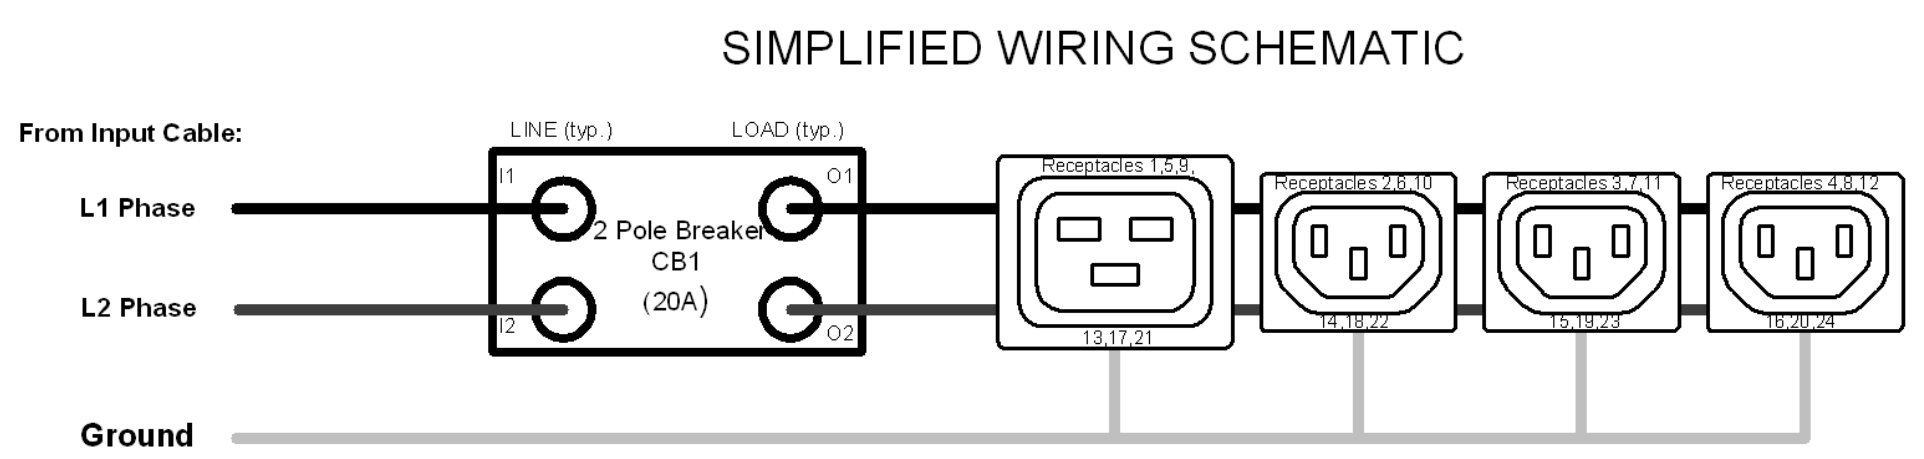 SIMPLIFIED WIRING SCHEMATIC
From Input Cable:
LINE (typ.)
LOAD (typ.)
I1
O1
L1 Phase
2 Pole Breaker
CB1
(20A)
L2 Phase
I2
O2
Receptacles 1,5,9,
13,17,21
Receptacles 2,6,10
14,18,22
Receptacles 3,7,11
15,19,23
Receptacles 4,8,12
16,20,24
Ground